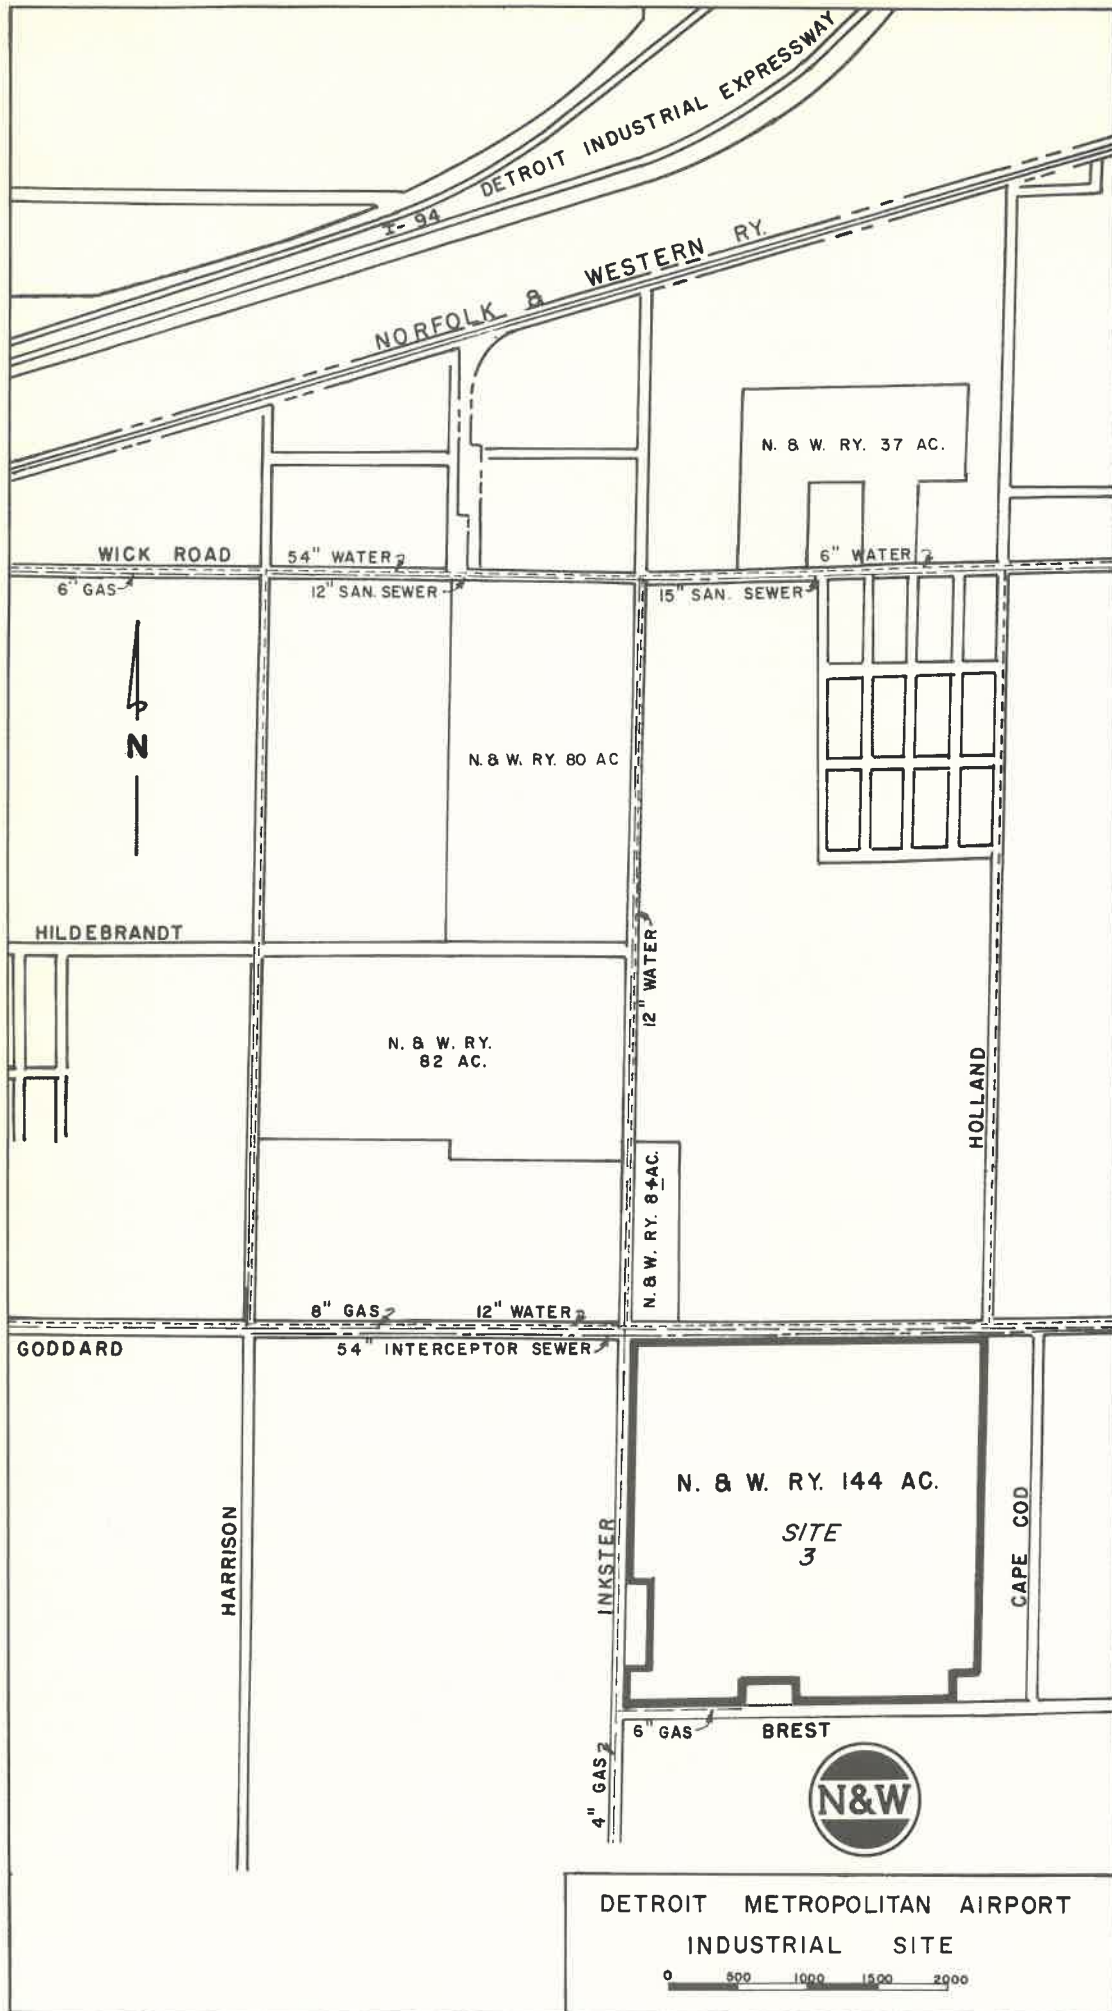 DETROIT INDUSTRIAL EXPRESSWAY
I-94
NORFOLK & WESTERN RY.
N. & W. RY. 37 AC.
WICK ROAD
54" WATER
6" WATER
6" GAS
12" SAN. SEWER
15" SAN. SEWER
N
N. & W. RY. 80 AC
HILDEBRANDT
12" WATER
N. & W. RY.
82 AC.
HOLLAND
N. & W. RY. 84 AC.
8" GAS
12" WATER
GODDARD
54" INTERCEPTOR SEWER
N. & W. RY. 144 AC.
SITE
3
HARRISON
INKSTER
CAPE COD
6" GAS
BREST
4" GAS
N&W
DETROIT METROPOLITAN AIRPORT
INDUSTRIAL SITE
0 500 1000 1500 2000